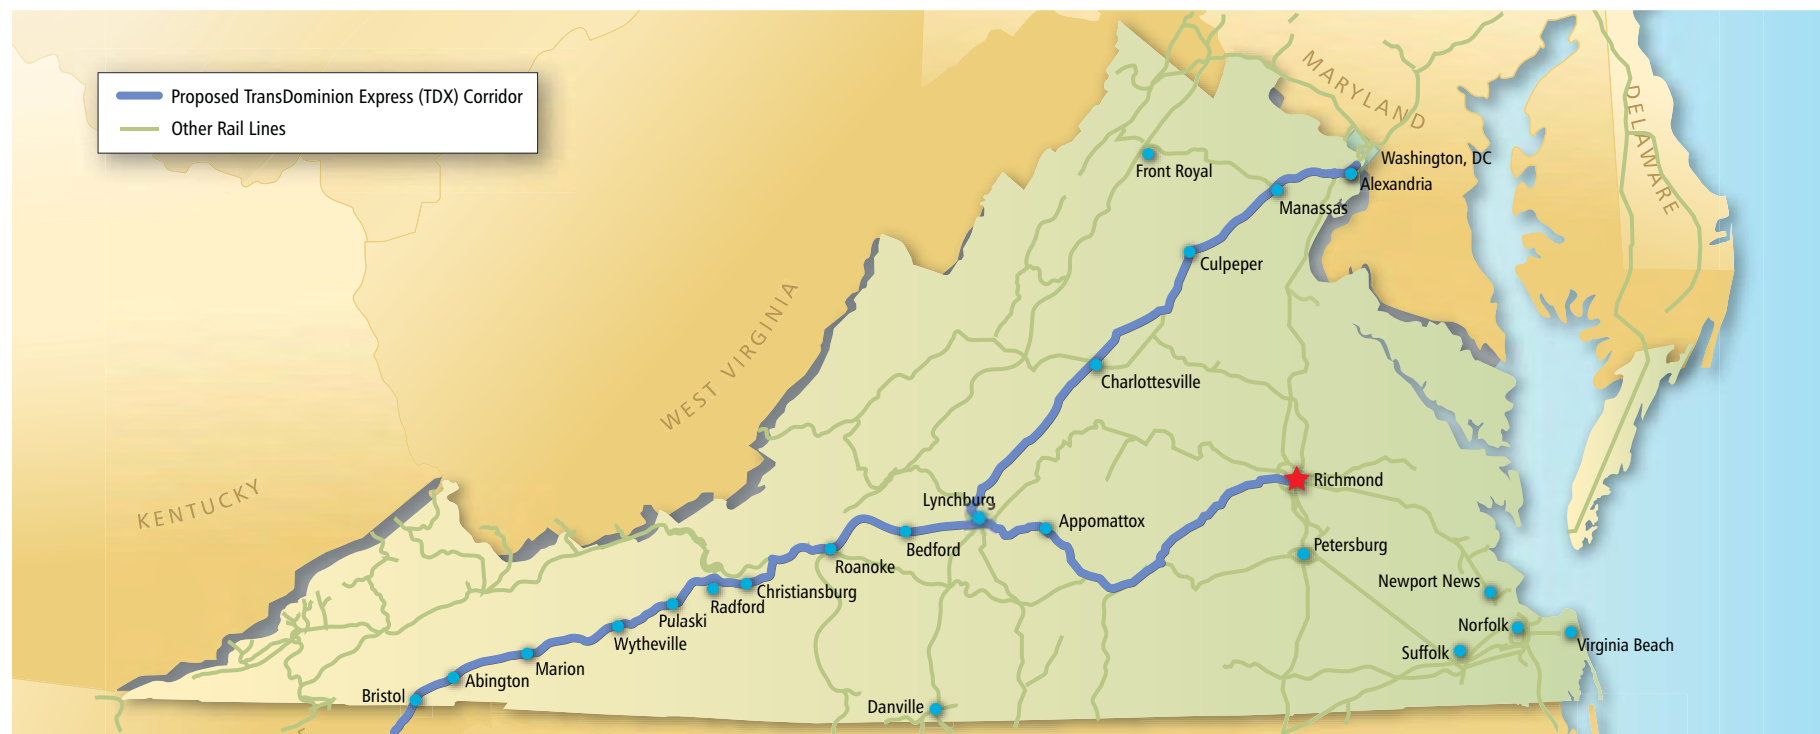 Proposed TransDominion Express (TDX) Corridor
Other Rail Lines
MARYLAND
DELAWARE
Washington, DC
Front Royal
Alexandria
Manassas
Culpeper
WEST VIRGINIA
Charlottesville
KENTUCKY
Richmond
Lynchburg
Appomattox
Bedford
Petersburg
Roanoke
Newport News
Christiansburg
Radford
Pulaski
Norfolk
Wytheville
Virginia Beach
Suffolk
Marion
Abington
Bristol
Danville